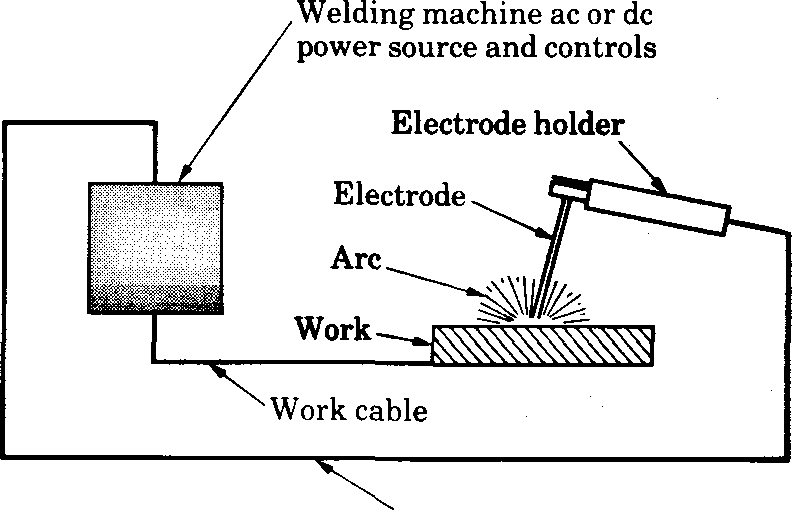 Welding machine ac or dc
power source and controls
Electrode holder
Electrode
Arc
Work
Work cable